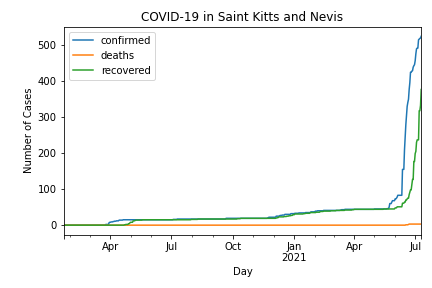 COVID-19 in Saint Kitts and Nevis
confirmed
deaths
recovered
Number of Cases
500
400
300
200
100
0
Apr
Jul
Oct
Jan
2021
Apr
Jul
Day